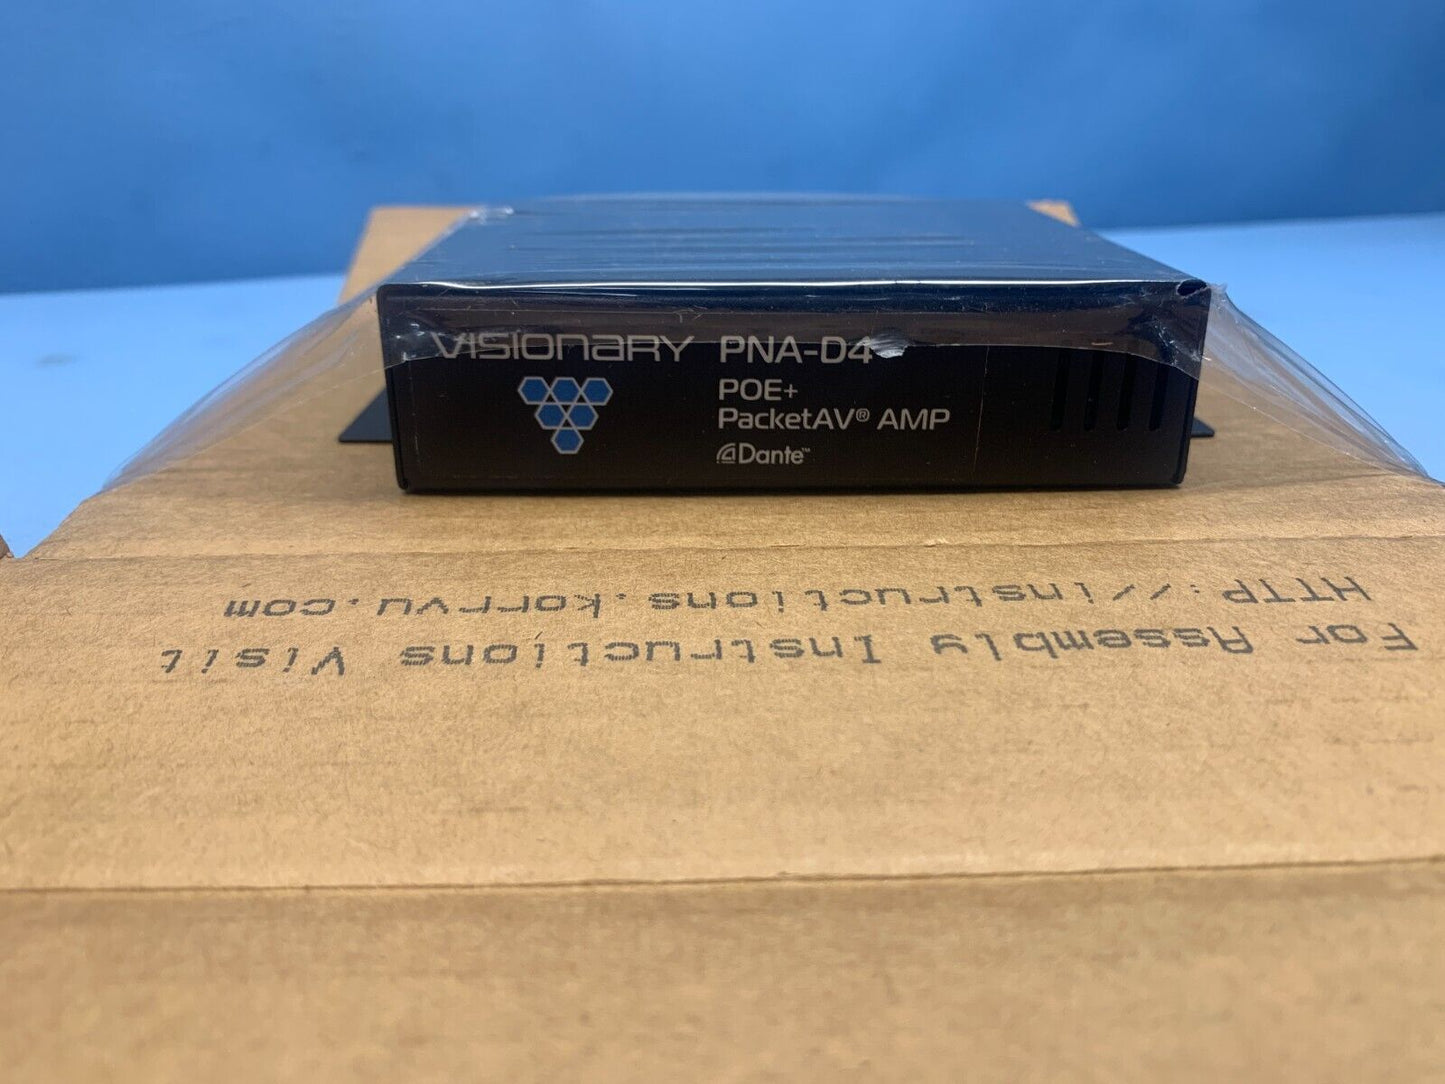 VISIONARY PNA-D4
POE+
PacketAV® AMP
Dante™
For Assembly Instructions Visit
HTTP://instructions.korrvu.com